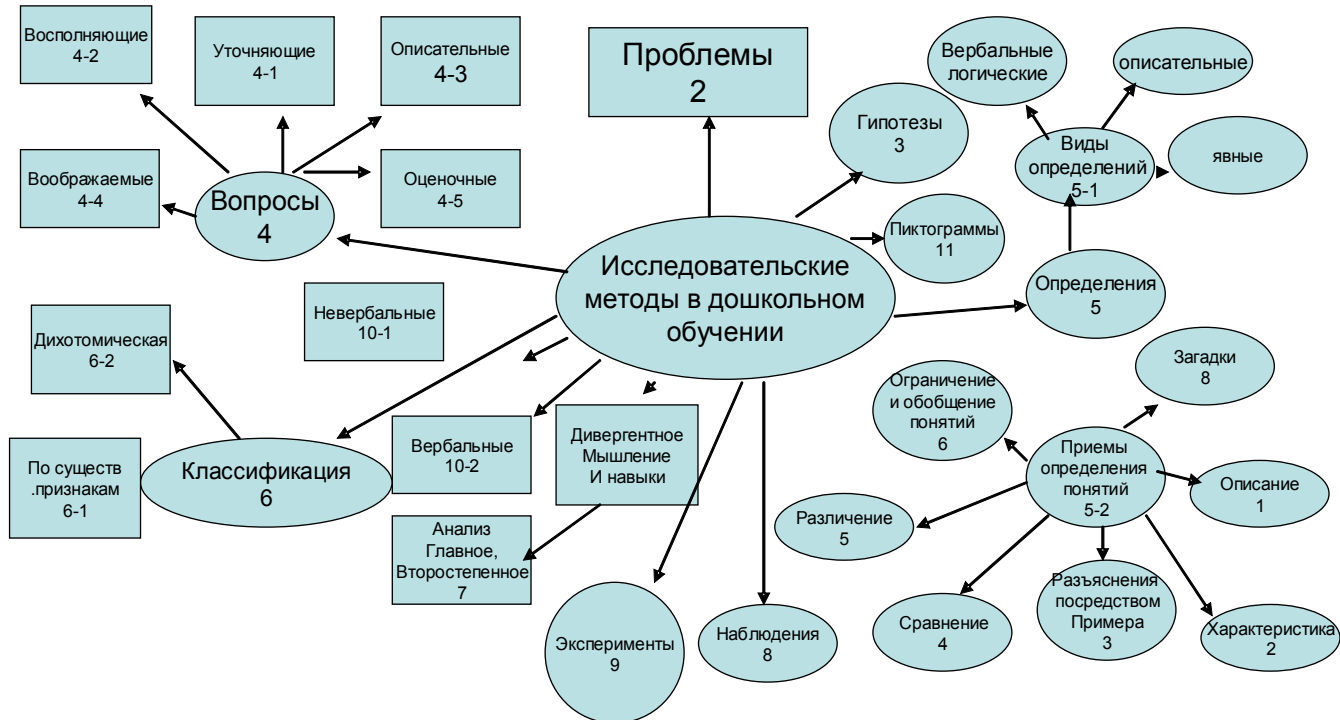 Восполняющие
4-2
Уточняющие
4-1
Описательные
4-3
Проблемы
2
Вербальные
логические
описательные
Гипотезы
3
Виды
определений
5-1
явные
Воображаемые
4-4
Вопросы
4
Оценочные
4-5
Пиктограммы
11
Исследовательские
методы в дошкольном
обучении
Определения
5
Невербальные
10-1
Дихотомическая
6-2
Загадки
8
Ограничение
и обобщение
понятий
6
Приемы
определения
понятий
5-2
Описание
1
По существ
.признакам
6-1
Классификация
6
Вербальные
10-2
Дивергентное
Мышление
И навыки
Различение
5
Анализ
Главное,
Второстепенное
7
Эксперименты
9
Наблюдения
8
Сравнение
4
Разъяснения
посредством
Примера
3
Характеристика
2